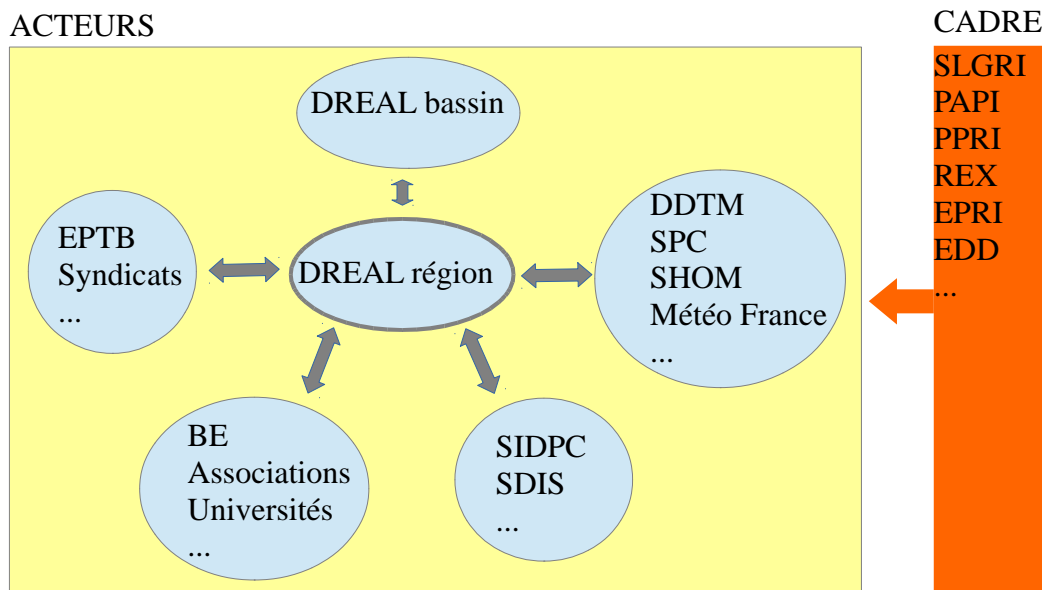 ACTEURS
CADRE
DREAL bassin
EPTB
Syndicats
...
DREAL région
DDTM
SPC
SHOM
Météo France
...
BE
Associations
Universités
...
SIDPC
SDIS
...
SLGRI
PAPI
PPRI
REX
EPRI
EDD
...